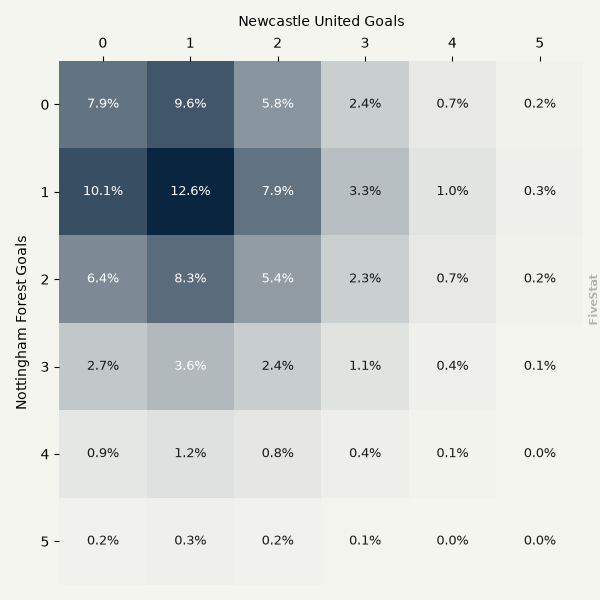 Newcastle United Goals
0 1 2 3 4 5
Nottingham Forest Goals
0 7.9% 9.6% 5.8% 2.4% 0.7% 0.2%
1 10.1% 12.6% 7.9% 3.3% 1.0% 0.3%
2 6.4% 8.3% 5.4% 2.3% 0.7% 0.2%
3 2.7% 3.6% 2.4% 1.1% 0.4% 0.1%
4 0.9% 1.2% 0.8% 0.4% 0.1% 0.0%
5 0.2% 0.3% 0.2% 0.1% 0.0% 0.0%
FiveStat